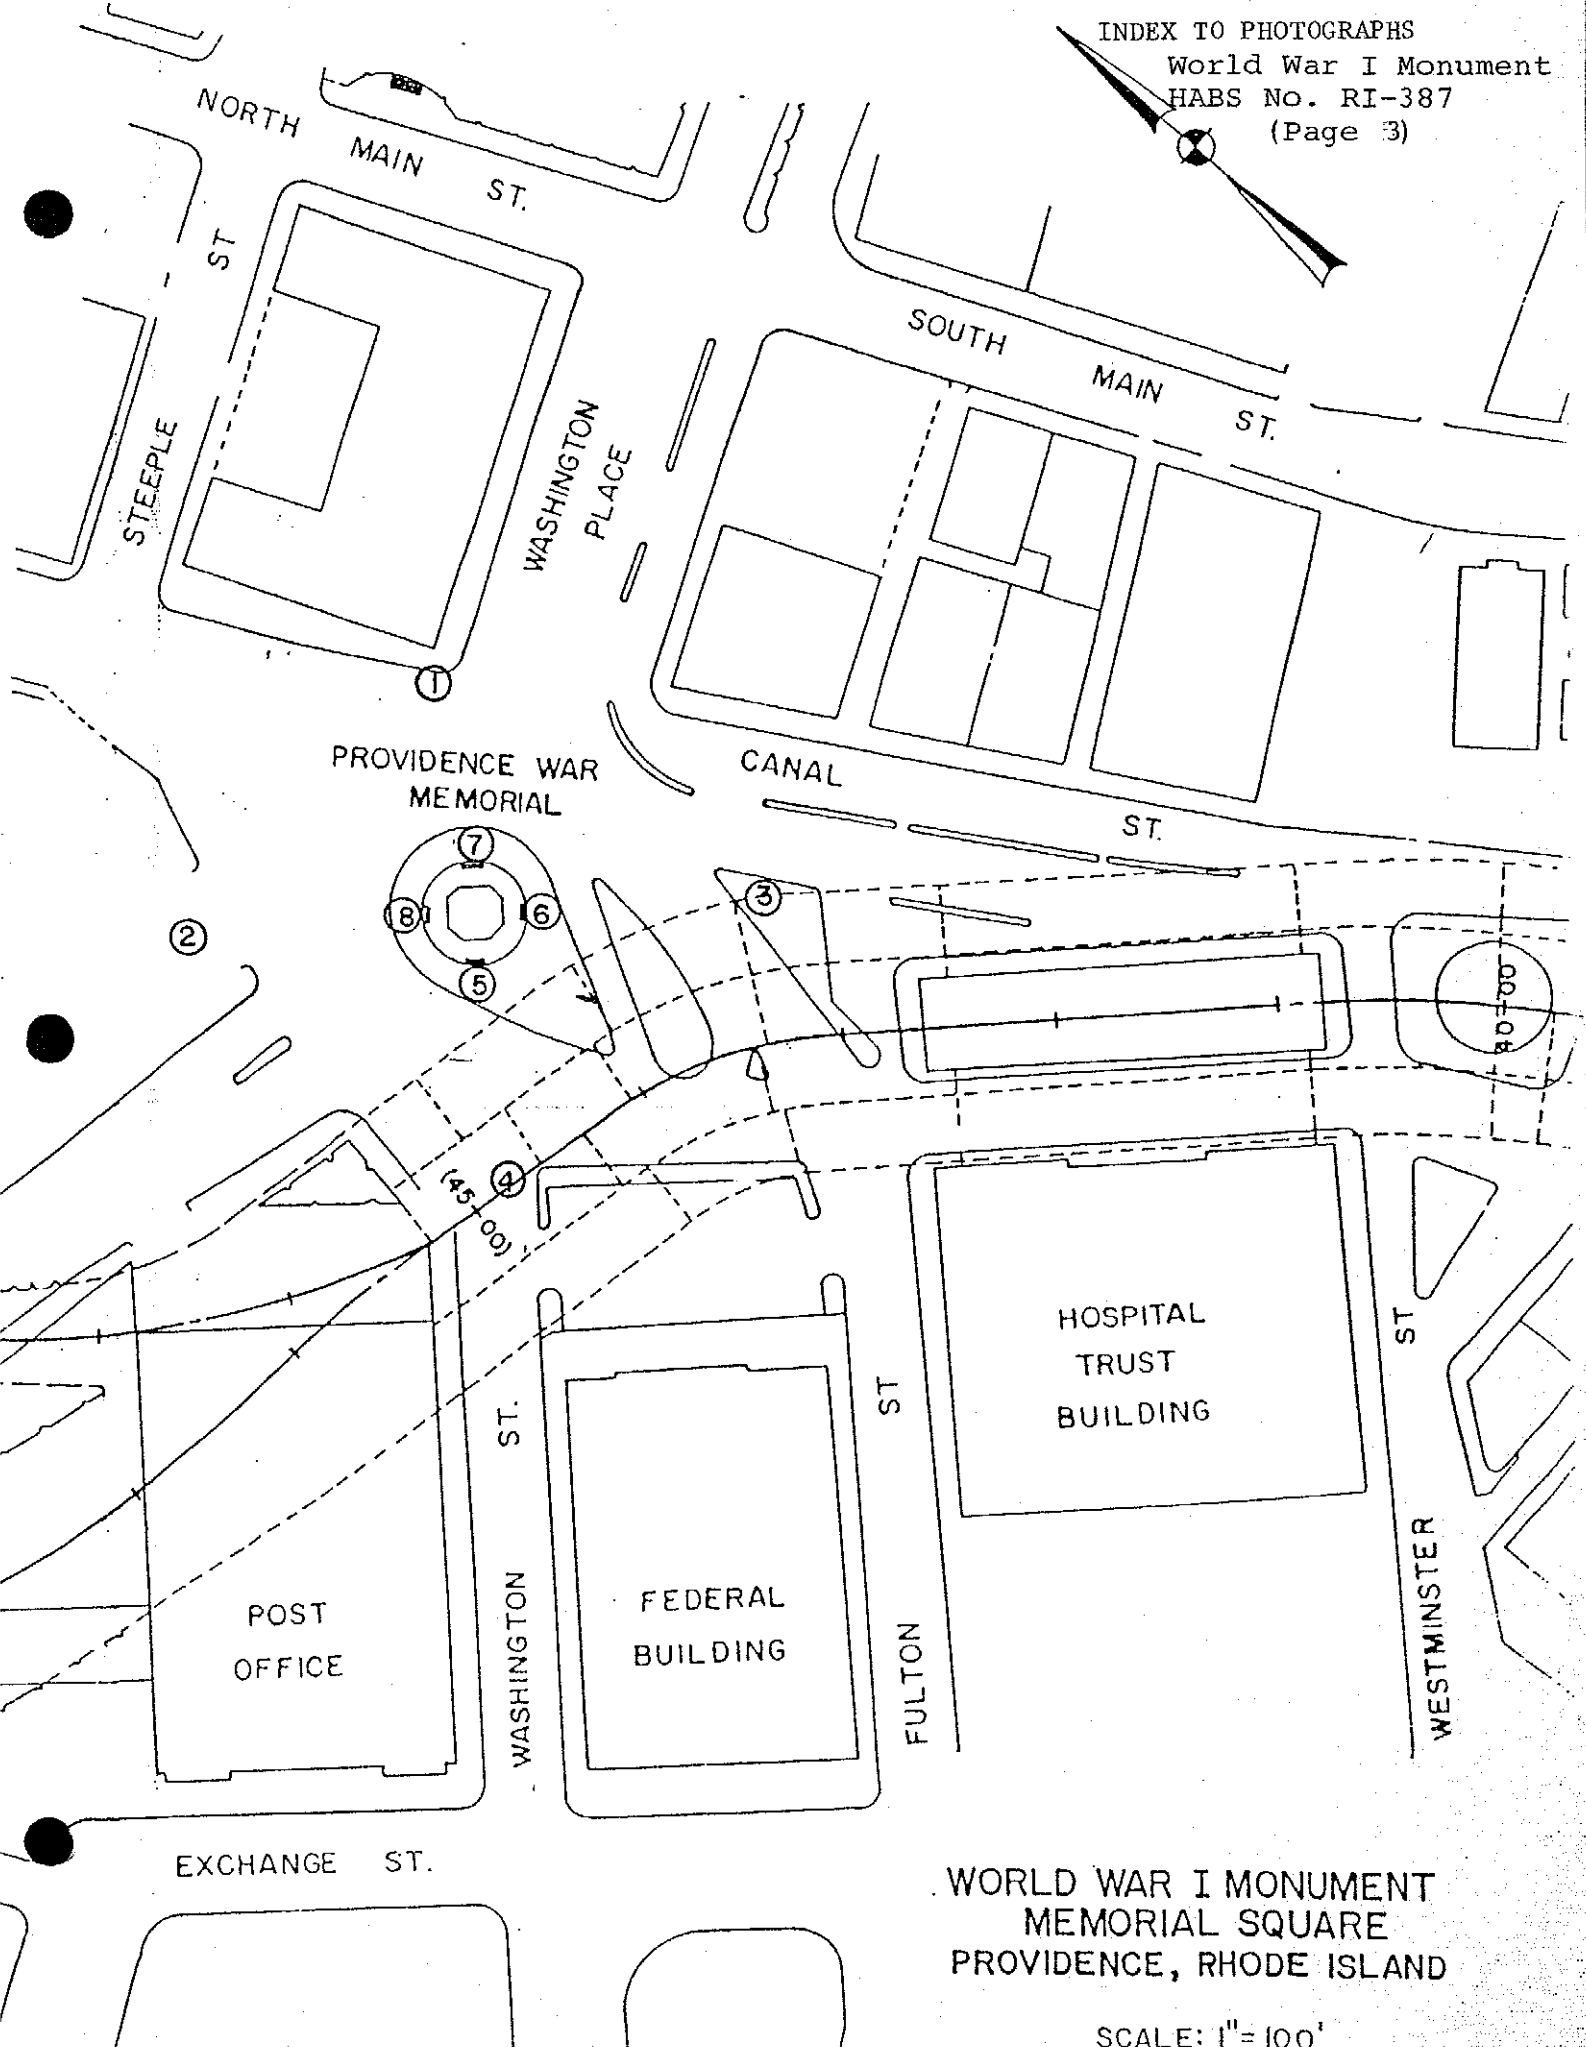 INDEX TO PHOTOGRAPHS
World War I Monument
HABS No. RI-387
(Page 3)
NORTH MAIN ST.
STEEPLE ST
WASHINGTON
PLACE
SOUTH MAIN ST.
1
PROVIDENCE WAR
MEMORIAL
CANAL ST.
7
8
6
5
2
3
40+00
4
(45+00)
HOSPITAL
TRUST
BUILDING
POST
OFFICE
WASHINGTON ST.
FEDERAL
BUILDING
FULTON ST
WESTMINSTER ST
EXCHANGE ST.
WORLD WAR I MONUMENT
MEMORIAL SQUARE
PROVIDENCE, RHODE ISLAND
SCALE: 1"=100'